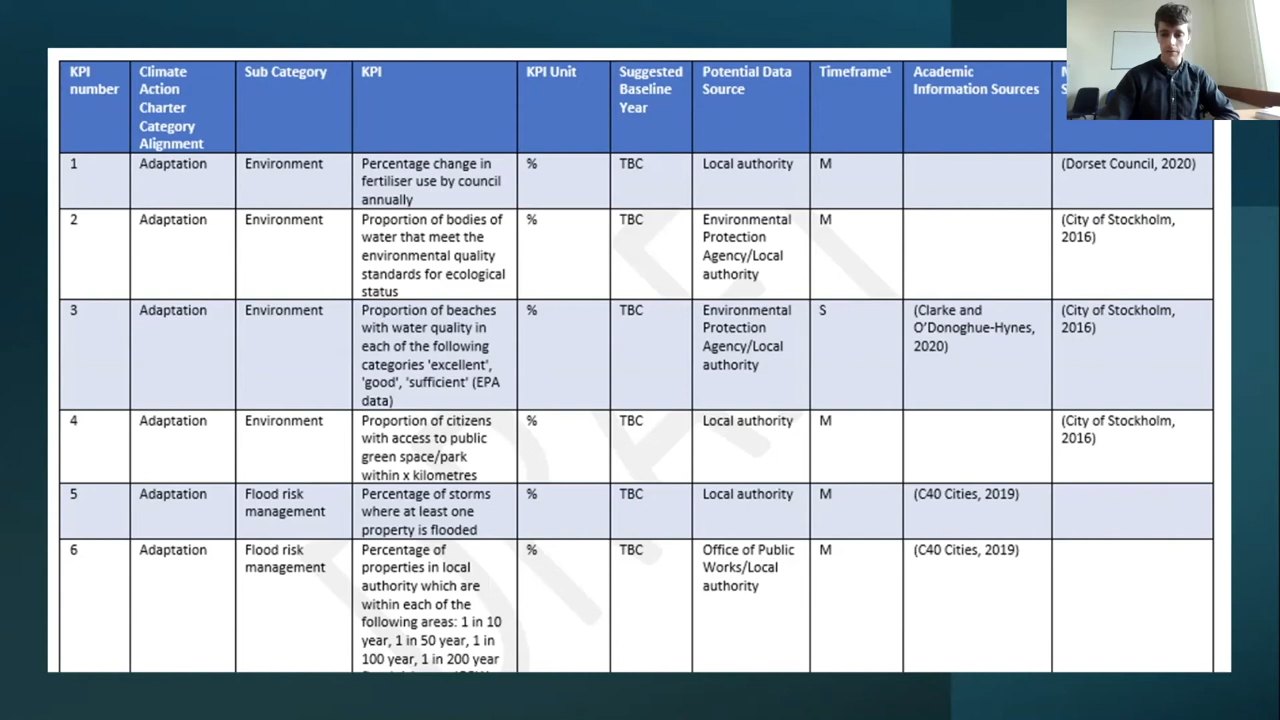 KPI number
Climate Action Charter Category Alignment
Sub Category
KPI
KPI Unit
Suggested Baseline Year
Potential Data Source
Timeframe¹
Academic Information Sources
1
Adaptation
Environment
Percentage change in
fertiliser use by council
annually
%
TBC
Local authority
M
(Dorset Council, 2020)
2
Adaptation
Environment
Proportion of bodies of
water that meet the
environmental quality
standards for ecological
status
%
TBC
Environmental
Protection
Agency/Local
authority
M
(City of Stockholm,
2016)
3
Adaptation
Environment
Proportion of beaches
with water quality in
each of the following
categories 'excellent',
'good', 'sufficient' (EPA
data)
%
TBC
Environmental
Protection
Agency/Local
authority
S
(Clarke and
O'Donoghue-Hynes,
2020)
(City of Stockholm,
2016)
4
Adaptation
Environment
Proportion of citizens
with access to public
green space/park
within x kilometres
%
TBC
Local authority
M
(City of Stockholm,
2016)
5
Adaptation
Flood risk
management
Percentage of storms
where at least one
property is flooded
%
TBC
Local authority
M
(C40 Cities, 2019)
6
Adaptation
Flood risk
management
Percentage of
properties in local
authority which are
within each of the
following areas: 1 in 10
year, 1 in 50 year, 1 in
100 year, 1 in 200 year
%
TBC
Office of Public
Works/Local
authority
M
(C40 Cities, 2019)
DRAFT